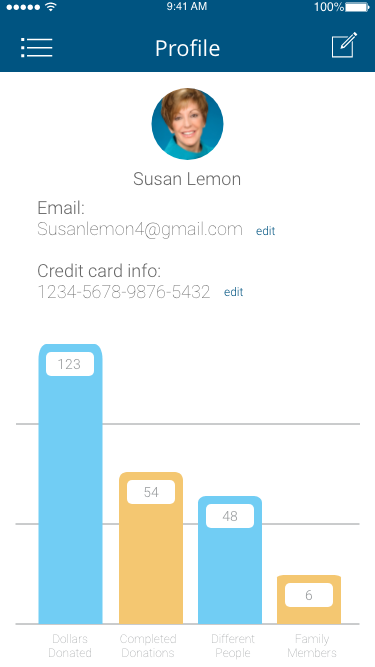 9:41 AM
100%
Profile
Susan Lemon
Email:
Susanlemon4@gmail.com edit
Credit card info:
1234-5678-9876-5432 edit
123
54
48
6
Dollars
Donated
Completed
Donations
Different
People
Family
Members